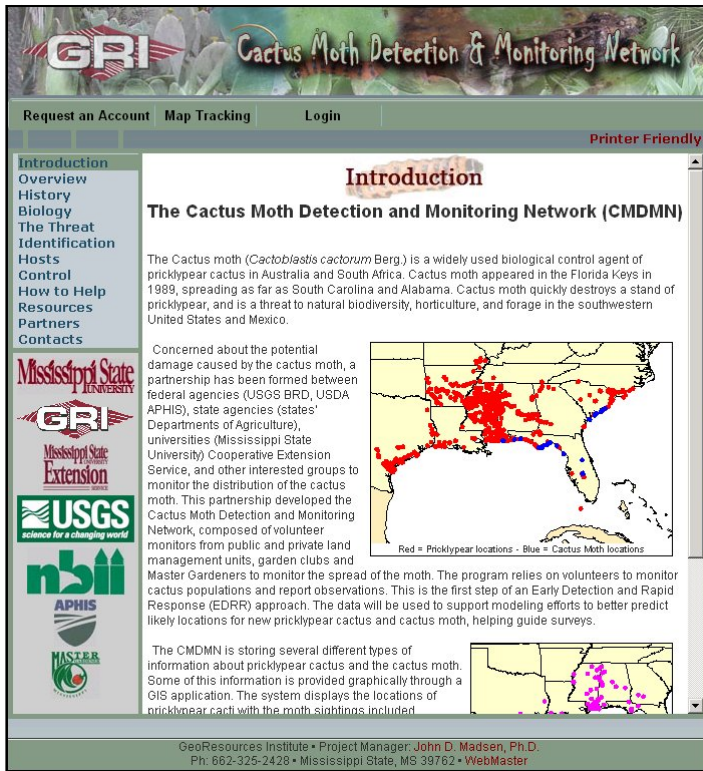 GRI
Cactus Moth Detection & Monitoring Network
Request an Account Map Tracking Login
Printer Friendly
Introduction
Overview
History
Biology
The Threat
Identification
Hosts
Control
How to Help
Resources
Partners
Contacts
Mississippi State
UNIVERSITY
GRI
Mississippi State
UNIVERSITY
Extension
SERVICE
USGS
science for a changing world
nbii
APHIS
MASTER
Introduction
The Cactus Moth Detection and Monitoring Network (CMDMN)
The Cactus moth (Cactoblastis cactorum Berg.) is a widely used biological control agent of
pricklypear cactus in Australia and South Africa. Cactus moth appeared in the Florida Keys in
1989, spreading as far as South Carolina and Alabama. Cactus moth quickly destroys a stand of
pricklypear, and is a threat to natural biodiversity, horticulture, and forage in the southwestern
United States and Mexico.
Concerned about the potential
damage caused by the cactus moth, a
partnership has been formed between
federal agencies (USGS BRD, USDA
APHIS), state agencies (states'
Departments of Agriculture),
universities (Mississippi State
University) Cooperative Extension
Service, and other interested groups to
monitor the distribution of the cactus
moth. This partnership developed the
Cactus Moth Detection and Monitoring
Network, composed of volunteer
monitors from public and private land
management units, garden clubs and
Red = Pricklypear locations - Blue = Cactus Moth locations
Master Gardeners to monitor the spread of the moth. The program relies on volunteers to monitor
cactus populations and report observations. This is the first step of an Early Detection and Rapid
Response (EDRR) approach. The data will be used to support modeling efforts to better predict
likely locations for new pricklypear cactus and cactus moth, helping guide surveys.
The CMDMN is storing several different types of
information about pricklypear cactus and the cactus moth.
Some of this information is provided graphically through a
GIS application. The system displays the locations of
pricklypear cacti with the moth sightings included
GeoResources Institute • Project Manager: John D. Madsen, Ph.D.
Ph: 662-325-2428 • Mississippi State, MS 39762 • WebMaster